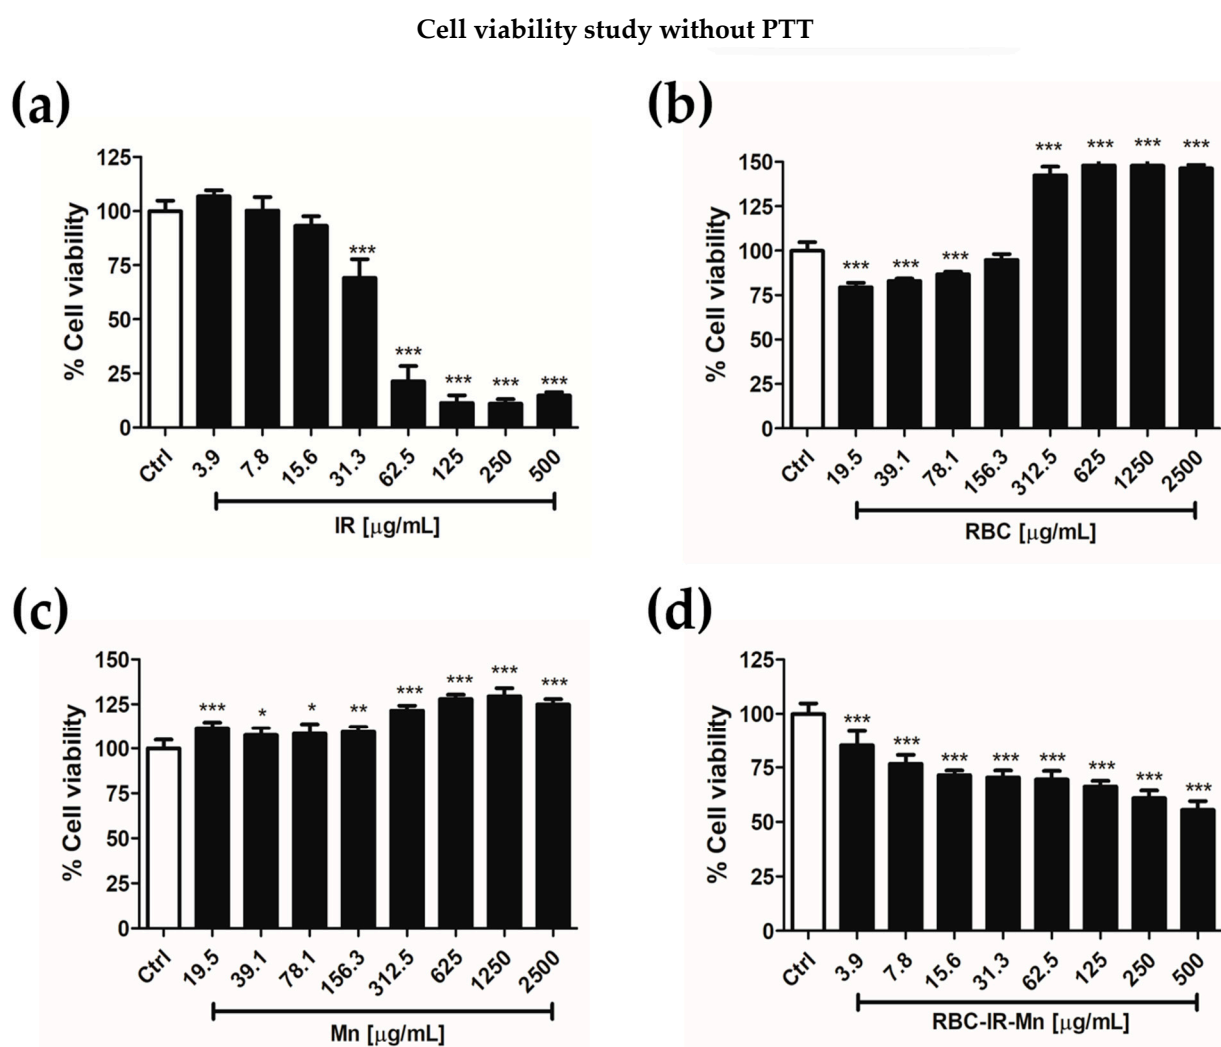 Cell viability study without PTT
(a)
% Cell viability
125
100
75
50
25
0
***
***
***
***
***
Ctrl 3.9 7.8 15.6 31.3 62.5 125 250 500
IR [μg/mL]
(b)
% Cell viability
150
125
100
75
50
25
0
*** *** *** *** *** *** ***
Ctrl 19.5 39.1 78.1 156.3 312.5 625 1250 2500
RBC [μg/mL]
(c)
% Cell viability
150
125
100
75
50
25
0
*** * * ** *** *** *** ***
Ctrl 19.5 39.1 78.1 156.3 312.5 625 1250 2500
Mn [μg/mL]
(d)
% Cell viability
125
100
75
50
25
0
*** *** *** *** *** *** *** ***
Ctrl 3.9 7.8 15.6 31.3 62.5 125 250 500
RBC-IR-Mn [μg/mL]